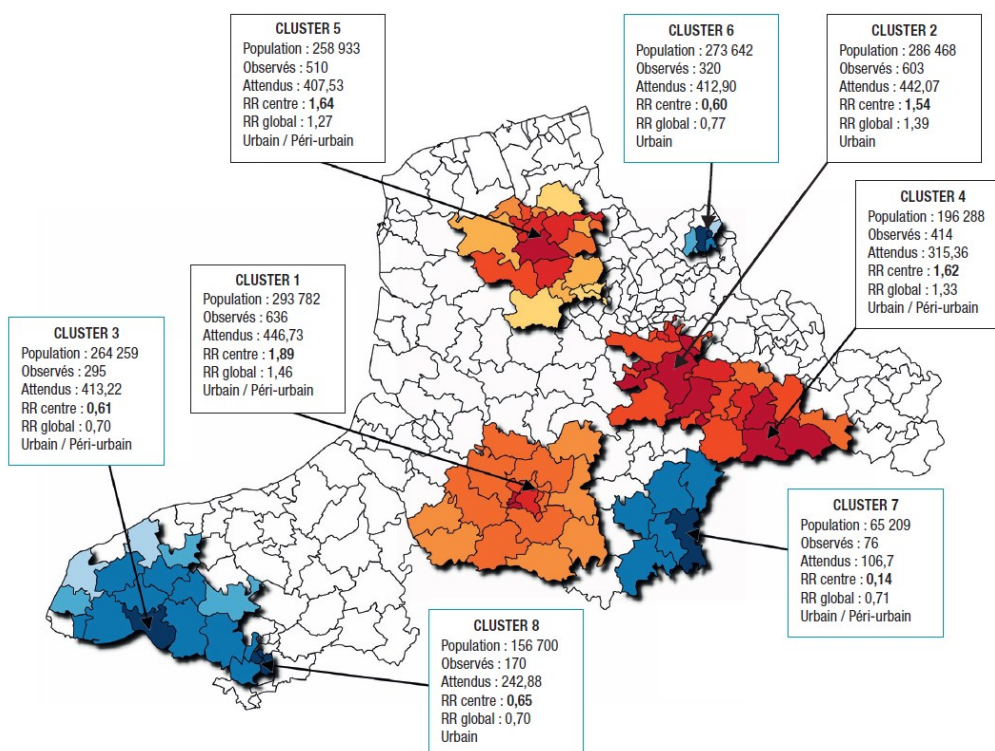 CLUSTER 5
Population : 258 933
Observés : 510
Attendus : 407,53
RR centre : 1,64
RR global : 1,27
Urbain / Péri-urbain
CLUSTER 6
Population : 273 642
Observés : 320
Attendus : 412,90
RR centre : 0,60
RR global : 0,77
Urbain
CLUSTER 2
Population : 286 468
Observés : 603
Attendus : 442,07
RR centre : 1,54
RR global : 1,39
Urbain
CLUSTER 4
Population : 196 288
Observés : 414
Attendus : 315,36
RR centre : 1,62
RR global : 1,33
Urbain / Péri-urbain
CLUSTER 1
Population : 293 782
Observés : 636
Attendus : 446,73
RR centre : 1,89
RR global : 1,46
Urbain / Péri-urbain
CLUSTER 3
Population : 264 259
Observés : 295
Attendus : 413,22
RR centre : 0,61
RR global : 0,70
Urbain / Péri-urbain
CLUSTER 7
Population : 65 209
Observés : 76
Attendus : 106,7
RR centre : 0,14
RR global : 0,71
Urbain / Péri-urbain
CLUSTER 8
Population : 156 700
Observés : 170
Attendus : 242,88
RR centre : 0,65
RR global : 0,70
Urbain